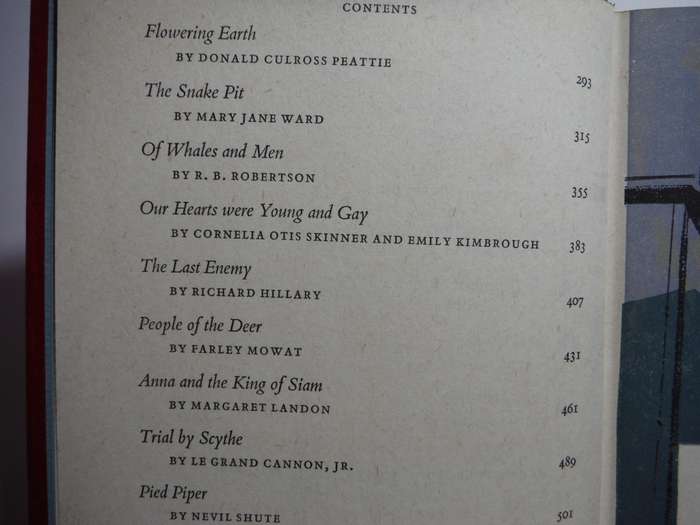 CONTENTS
Flowering Earth
BY DONALD CULROSS PEATTIE
293
The Snake Pit
BY MARY JANE WARD
315
Of Whales and Men
BY R. B. ROBERTSON
355
Our Hearts were Young and Gay
BY CORNELIA OTIS SKINNER AND EMILY KIMBROUGH 383
The Last Enemy
BY RICHARD HILLARY
407
People of the Deer
BY FARLEY MOWAT
431
Anna and the King of Siam
BY MARGARET LANDON
461
Trial by Scythe
BY LE GRAND CANNON, JR.
489
Pied Piper
BY NEVIL SHUTE
501